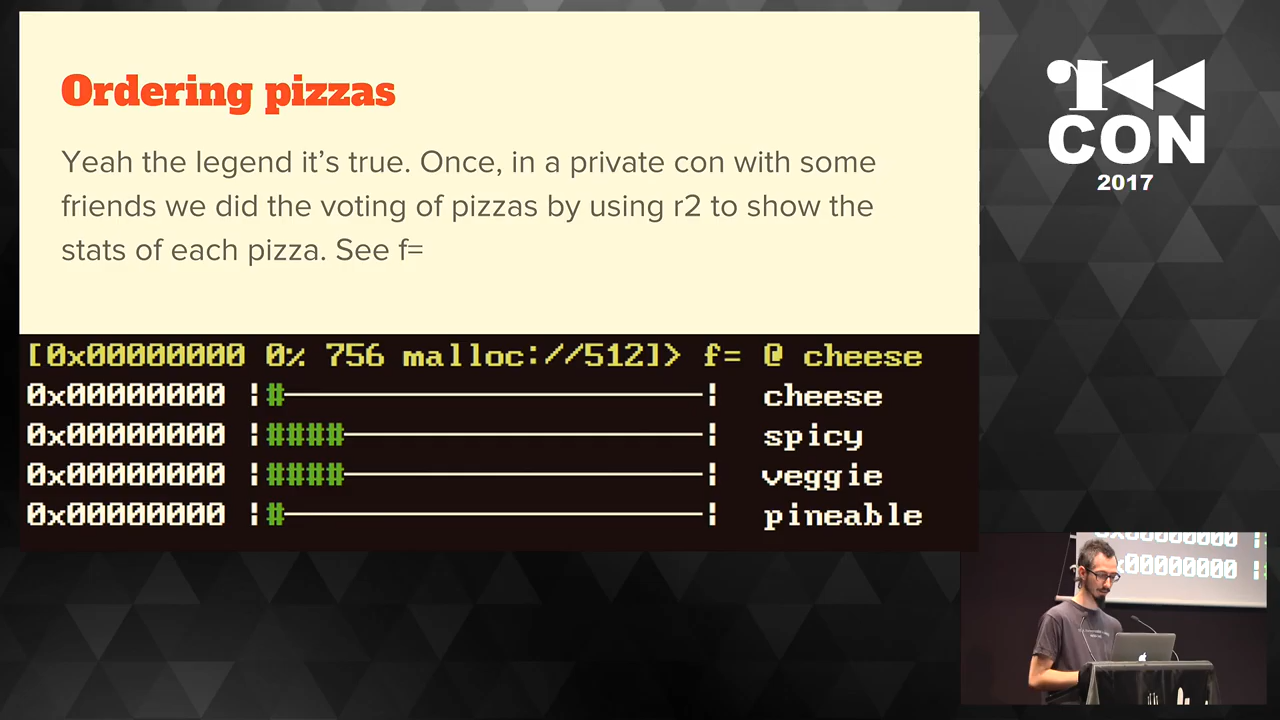 Ordering pizzas
Yeah the legend it’s true. Once, in a private con with some
friends we did the voting of pizzas by using r2 to show the
stats of each pizza. See f=
[0x00000000 0% 756 malloc://512]> f= @ cheese
0x00000000 |#----------------------| cheese
0x00000000 |####-------------------| spicy
0x00000000 |####-------------------| veggie
0x00000000 |#----------------------| pineable
CON
2017
0x00000000 |
0x00000000 |